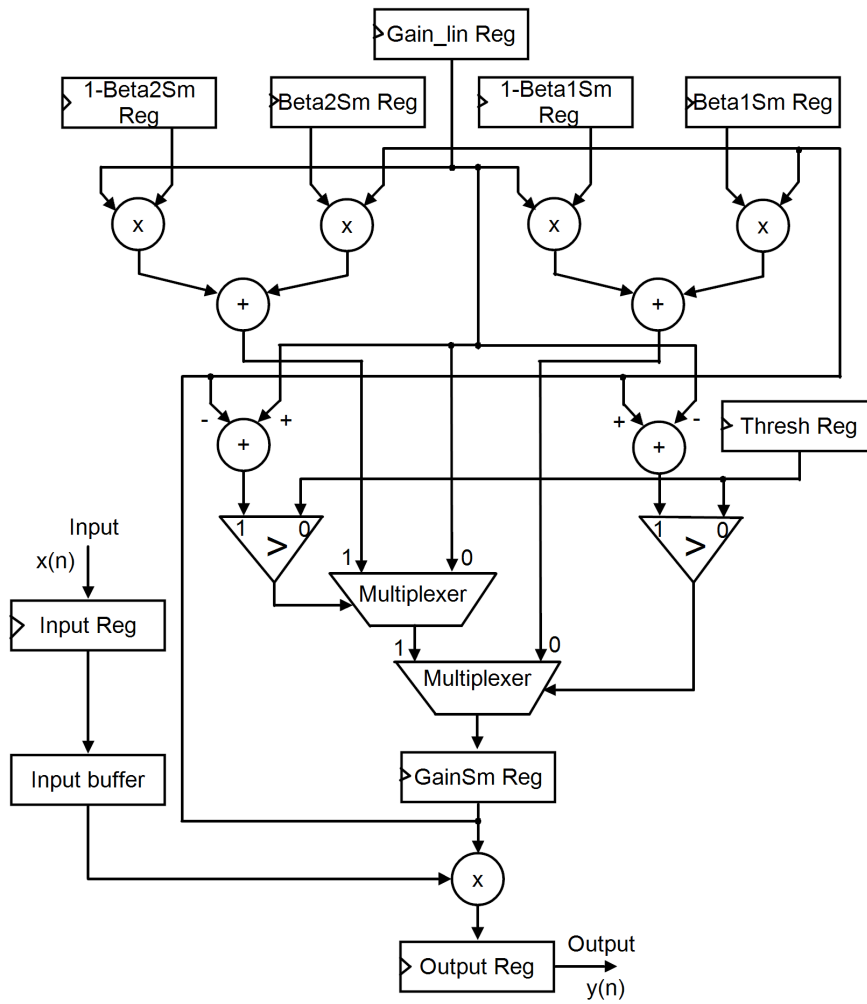 Gain_lin Reg
1-Beta2Sm
Reg
Beta2Sm Reg
1-Beta1Sm
Reg
Beta1Sm Reg
x
x
x
x
+
+
-
+
+
+
-
+
Thresh Reg
1
0
>
1
0
>
Input
x(n)
1
0
Multiplexer
Input Reg
1
0
Multiplexer
Input buffer
GainSm Reg
x
Output Reg
Output
y(n)